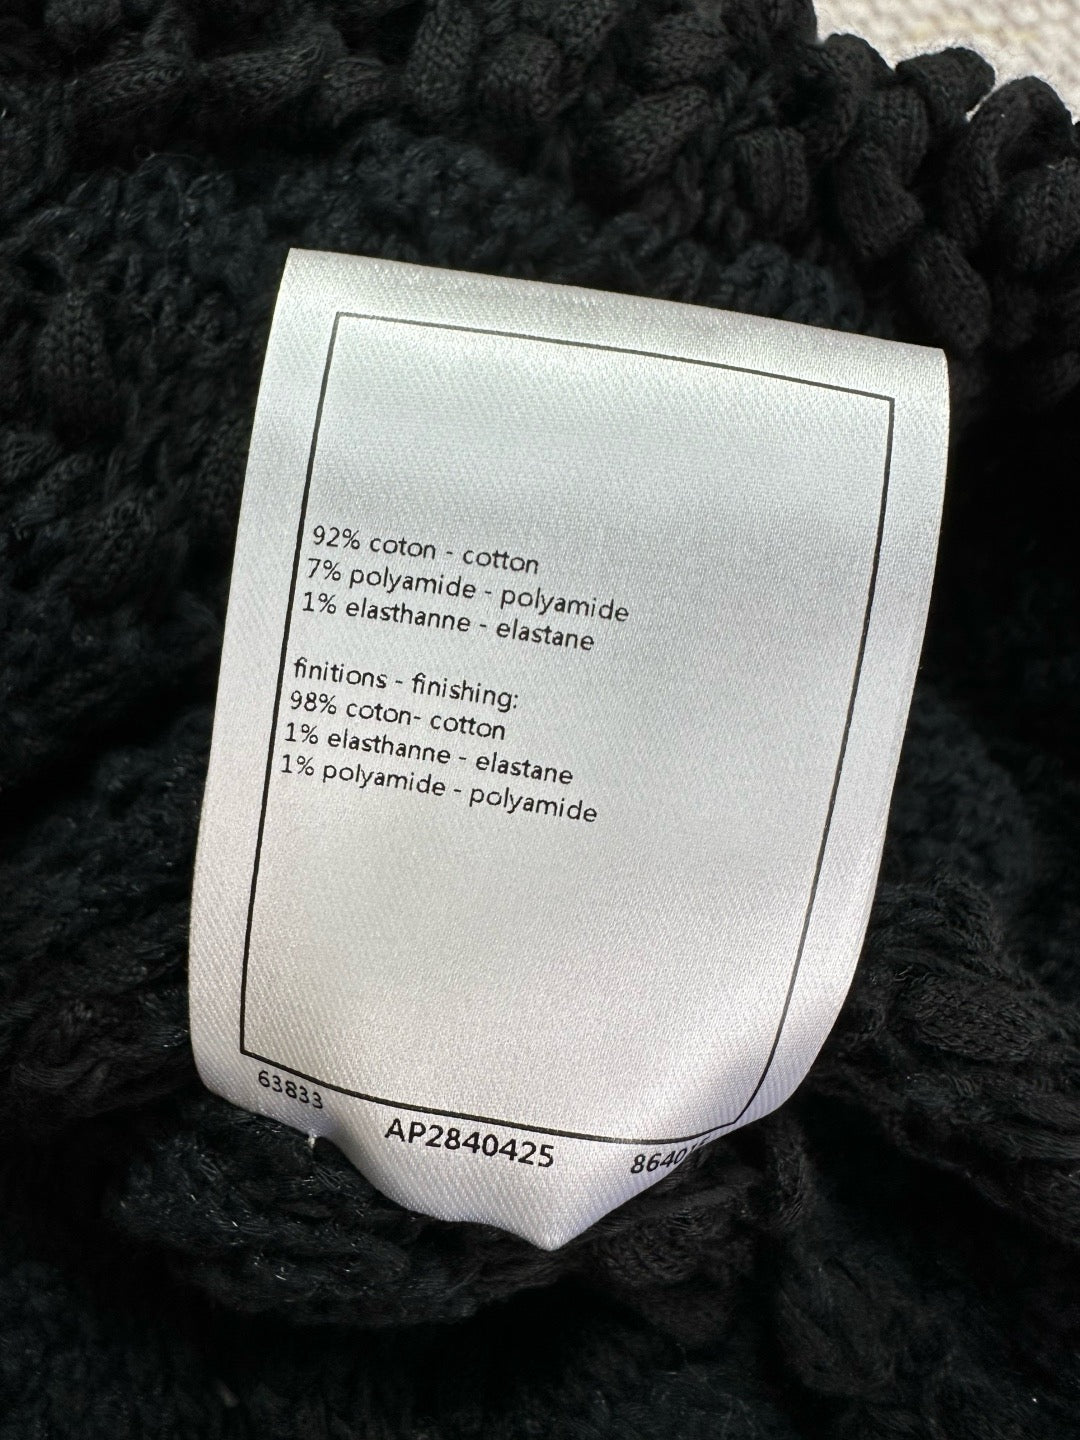 92% coton - cotton
7% polyamide - polyamide
1% elasthanne - elastane
finitions - finishing:
98% coton- cotton
1% elasthanne - elastane
1% polyamide - polyamide
63833
AP2840425